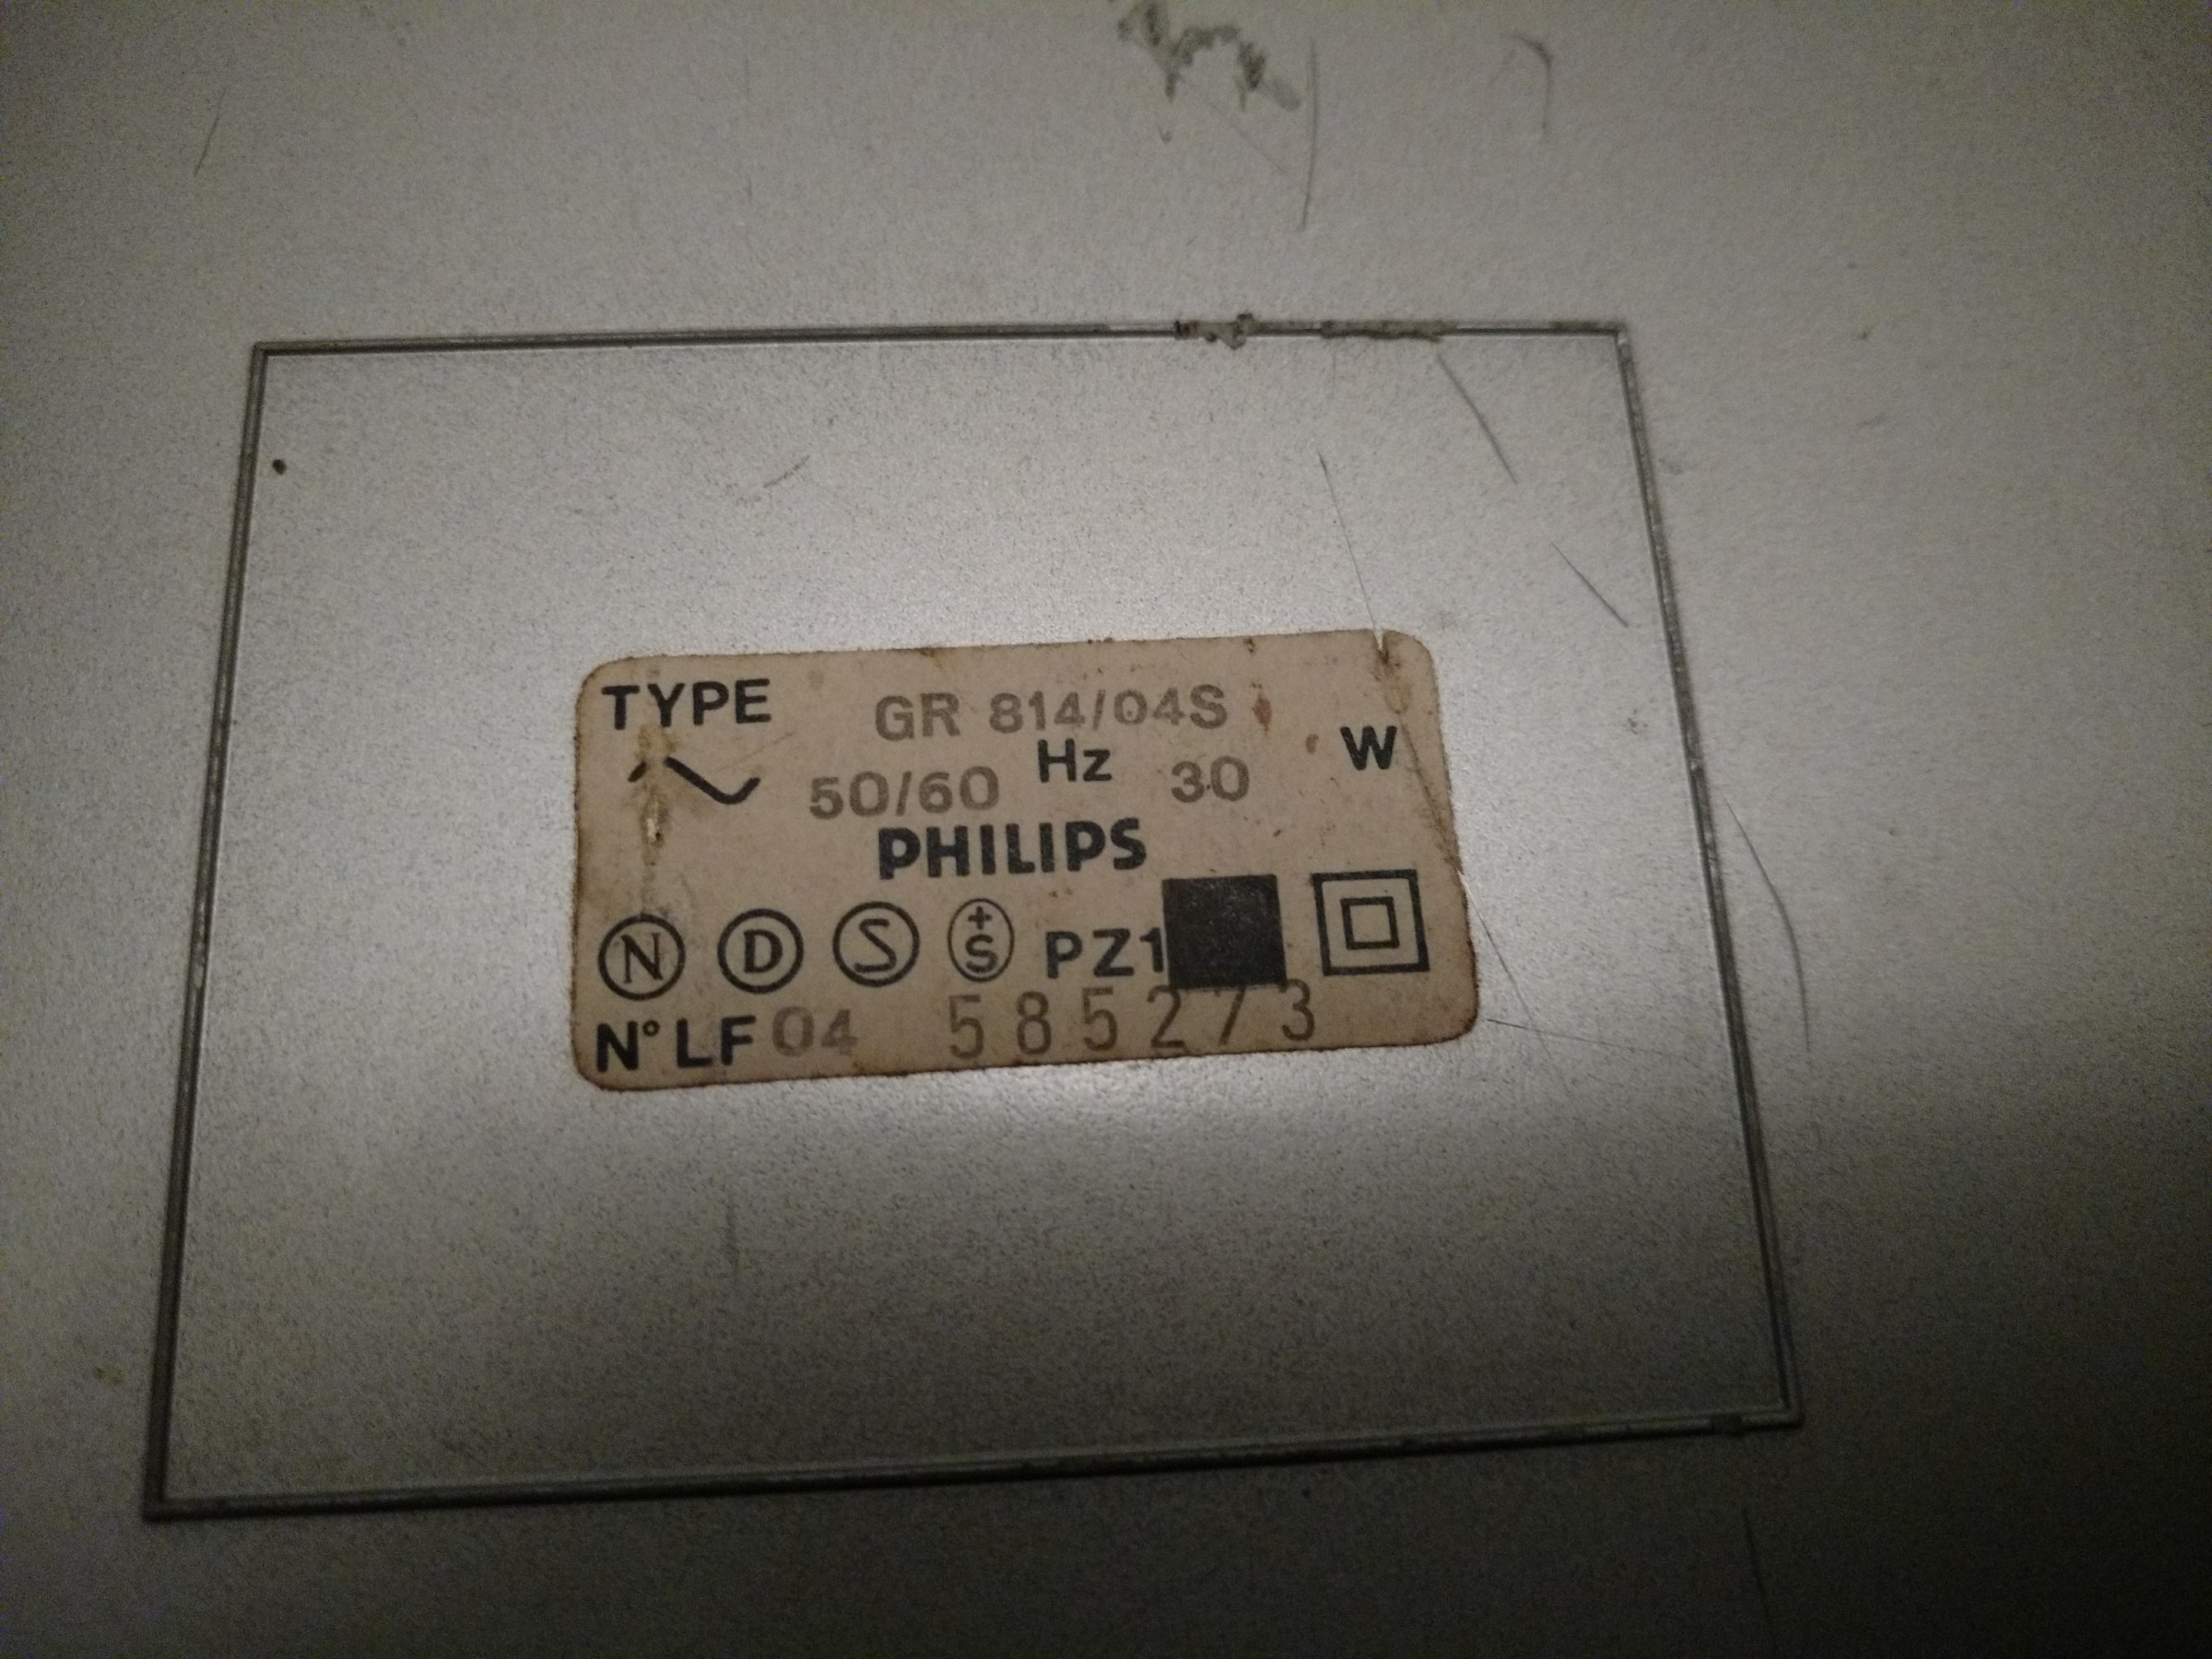 TYPE GR 814/04S
50/60 Hz 30 W
PHILIPS
N D S +S PZ1
N° LF 04 585273